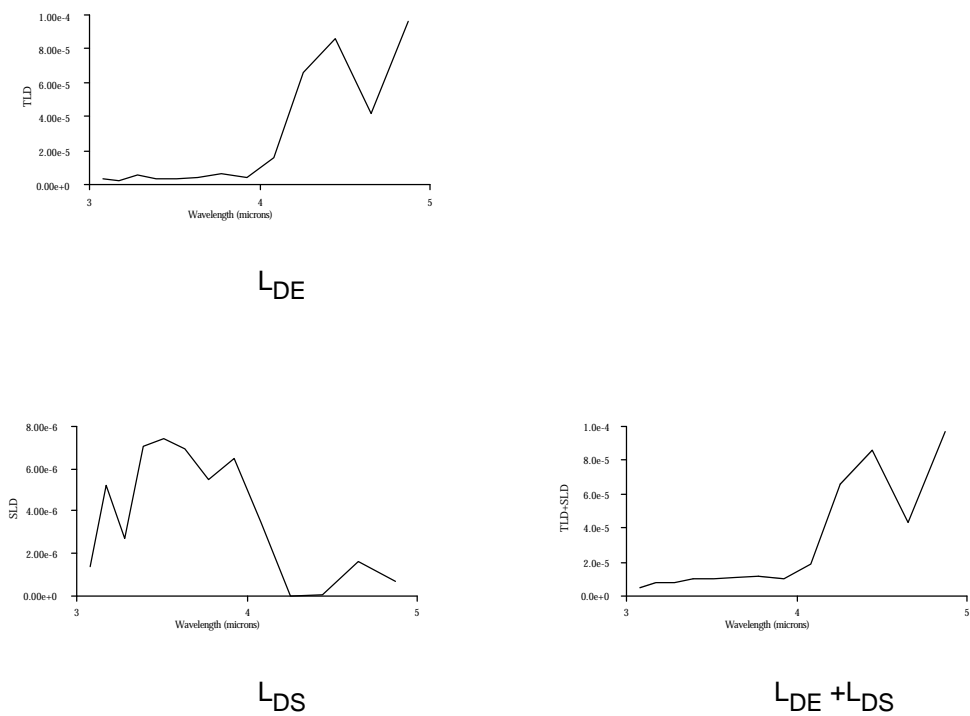 1.00e-4
8.00e-5
6.00e-5
4.00e-5
2.00e-5
0.00e+0
TLD
3 4 5
Wavelength (microns)
LDE
8.00e-6
6.00e-6
4.00e-6
2.00e-6
0.00e+0
SLD
3 4 5
Wavelength (microns)
LDS
1.0e-4
8.0e-5
6.0e-5
4.0e-5
2.0e-5
0.0e+0
TLD+SLD
3 4 5
Wavelength (microns)
LDE +LDS